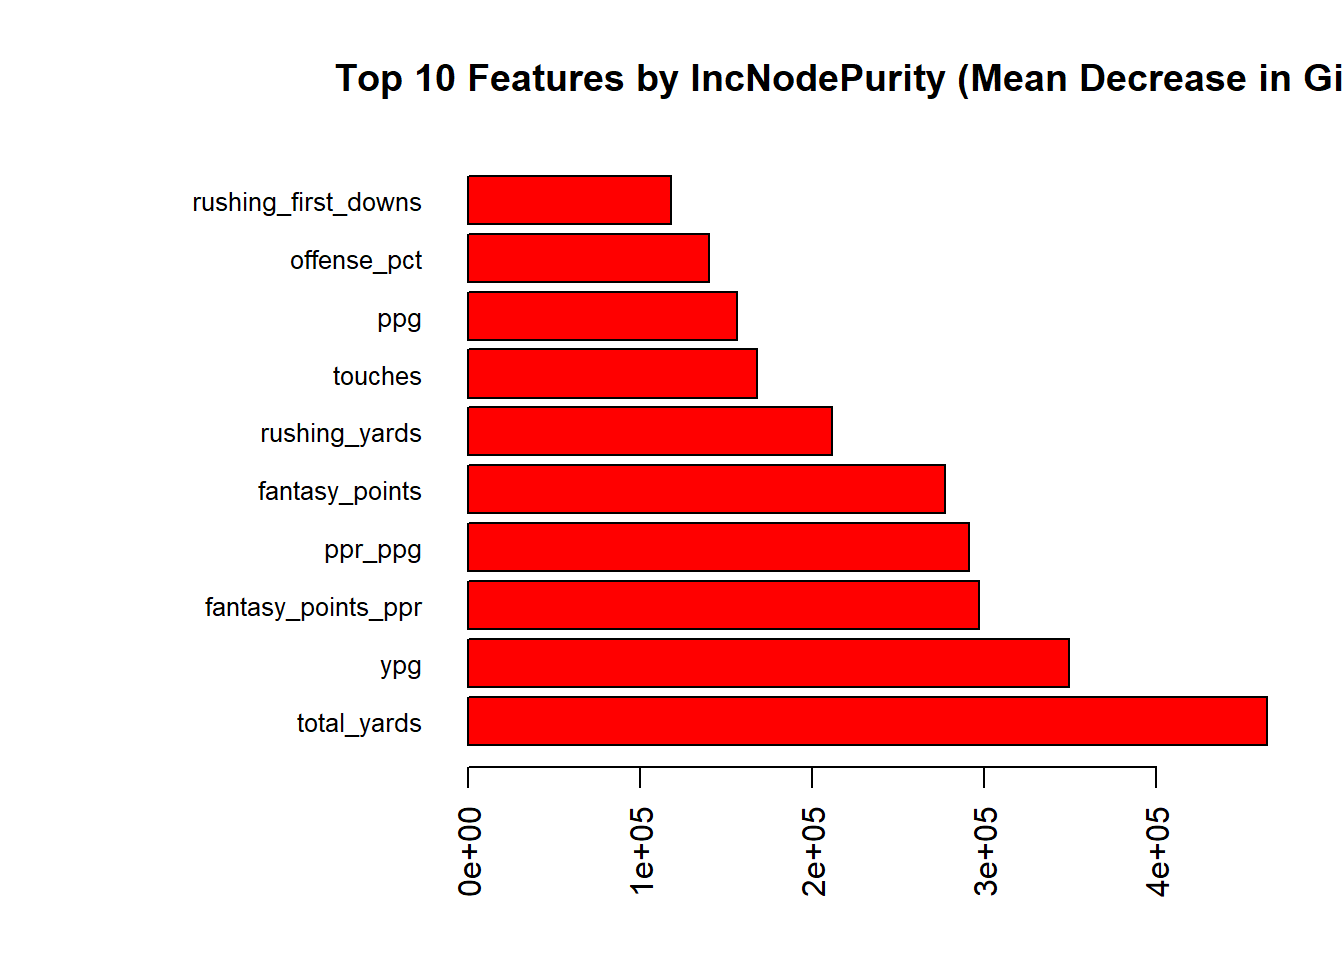 Top 10 Features by IncNodePurity (Mean Decrease in Gi
rushing_first_downs
offense_pct
ppg
touches
rushing_yards
fantasy_points
ppr_ppg
fantasy_points_ppr
ypg
total_yards
0e+00
1e+05
2e+05
3e+05
4e+05